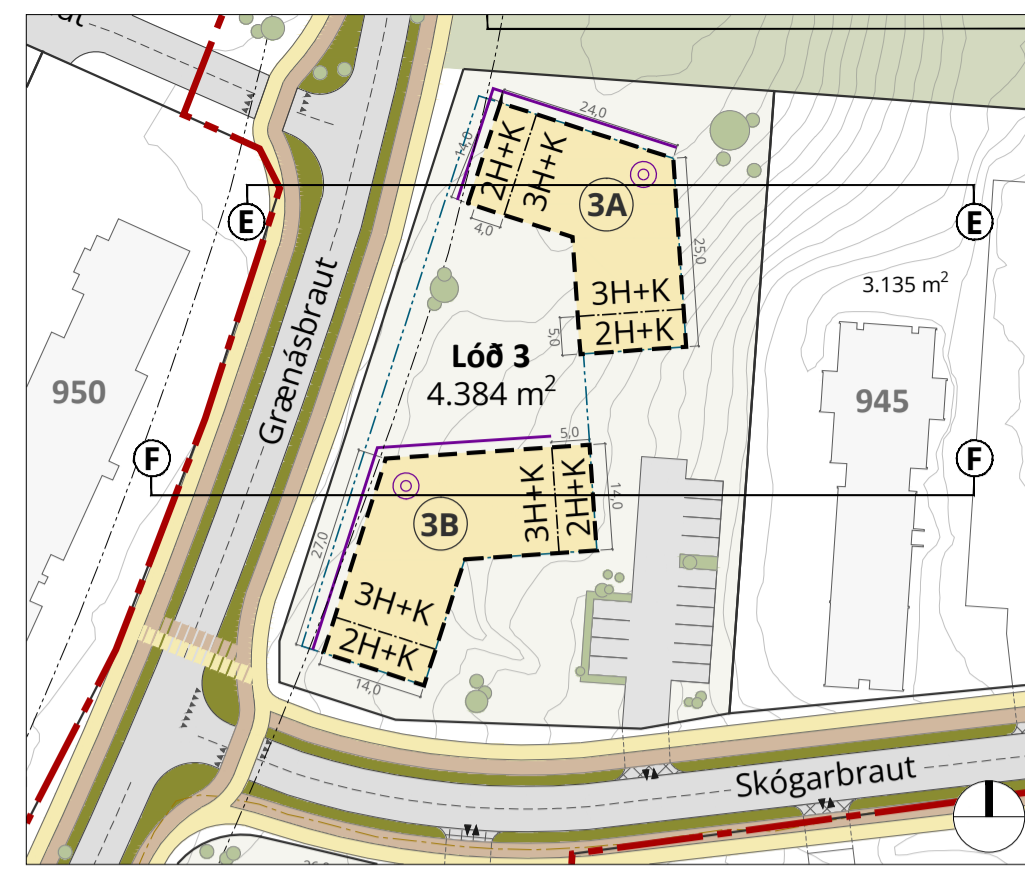 24,0
14,0
2H+K
3H+K
3A
4,0
E
E
25,0
3.135 m²
3H+K
2H+K
5,0
Grænásbraut
Lóð 3
4.384 m²
950
945
F
F
5,0
3H+K
2H+K
14,0
3B
27,0
3H+K
2H+K
14,0
Skógarbraut